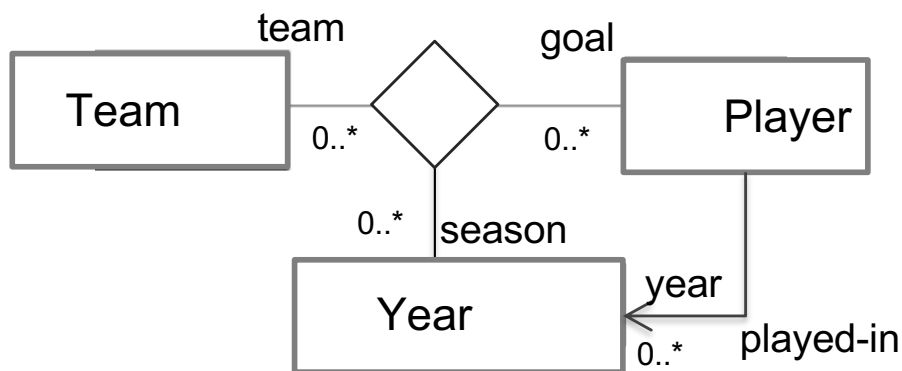 team
goal
Team
Player
0..*
0..*
0..*
season
year
Year
played-in
0..*